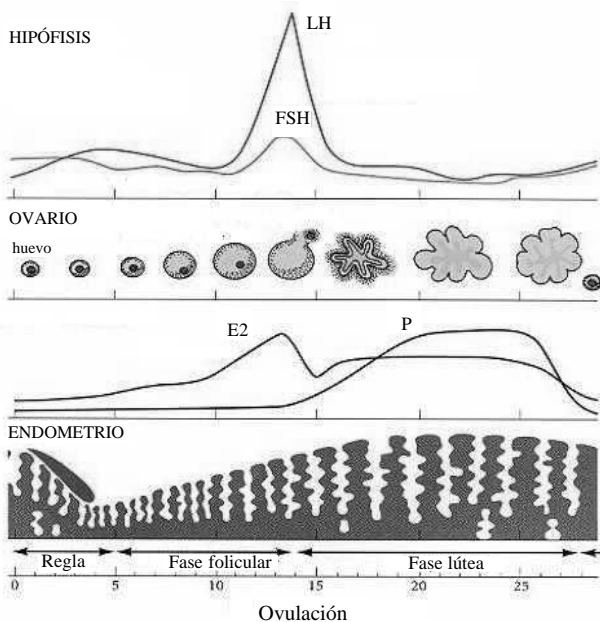 HIPÓFISIS
LH
FSH
OVARIO
huevo
E2
P
ENDOMETRIO
Regla Fase folicular Fase lútea
0 5 10 15 20 25
Ovulación